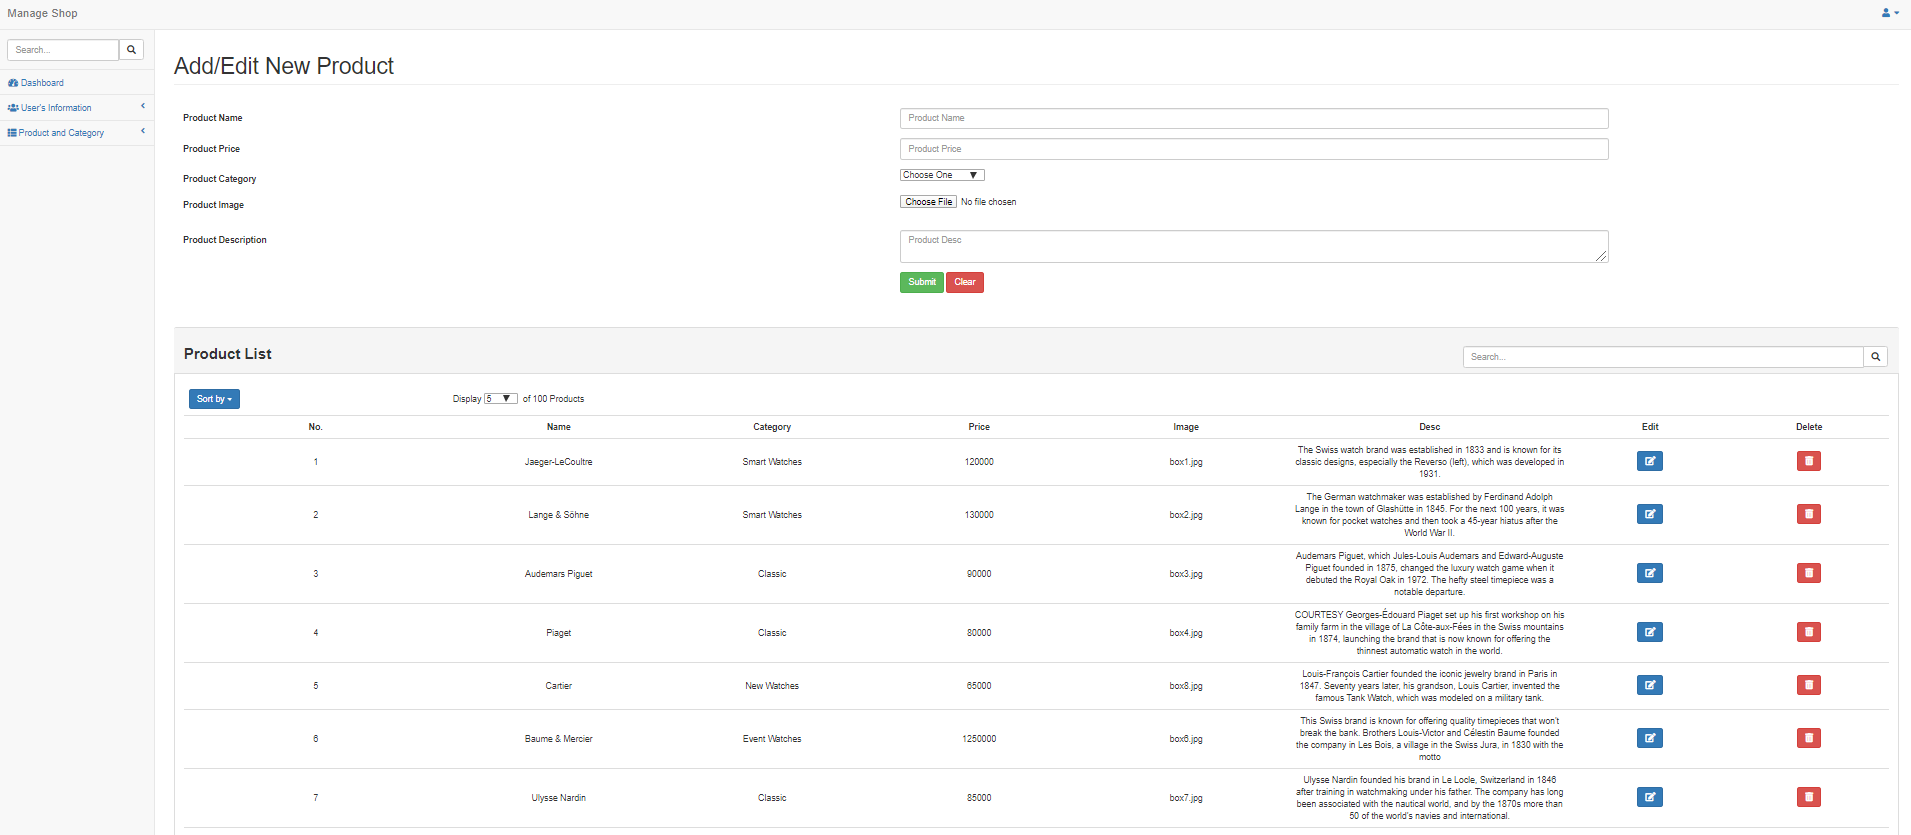 Manage Shop
Search...
Dashboard
User's Information
Product and Category
Add/Edit New Product
Product Name
Product Name
Product Price
Product Price
Product Category
Choose One
Product Image
Choose File No file chosen
Product Description
Product Desc
Submit Clear
Product List
Search...
Sort by
Display 5 of 100 Products
No. Name Category Price Image Desc Edit Delete
1 Jaeger-LeCoultre Smart Watches 120000 box1.jpg
The Swiss watch brand was established in 1833 and is known for its
classic designs, especially the Reverso (left), which was developed in
1931.
2 Lange & Söhne Smart Watches 130000 box2.jpg
The German watchmaker was established by Ferdinand Adolph
Lange in the town of Glashütte in 1845. For the next 100 years, it was
known for pocket watches and then took a 45-year hiatus after the
World War II.
3 Audemars Piguet Classic 90000 box3.jpg
Audemars Piguet, which Jules-Louis Audemars and Edward-Auguste
Piguet founded in 1875, changed the luxury watch game when it
debuted the Royal Oak in 1972. The hefty steel timepiece was a
notable departure.
4 Piaget Classic 80000 box4.jpg
COURTESY Georges-Édouard Piaget set up his first workshop on his
family farm in the village of La Côte-aux-Fées in the Swiss mountains
in 1874, launching the brand that is now known for offering the
thinnest automatic watch in the world.
5 Cartier New Watches 65000 box8.jpg
Louis-François Cartier founded the iconic jewelry brand in Paris in
1847. Seventy years later, his grandson, Louis Cartier, invented the
famous Tank Watch, which was modeled on a military tank.
6 Baume & Mercier Event Watches 1250000 box6.jpg
This Swiss brand is known for offering quality timepieces that won't
break the bank. Brothers Louis-Victor and Célestin Baume founded
the company in Les Bois, a village in the Swiss Jura, in 1830 with the
motto
7 Ulysse Nardin Classic 85000 box7.jpg
Ulysse Nardin founded his brand in Le Locle, Switzerland in 1846
after training in watchmaking under his father. The company has long
been associated with the nautical world, and by the 1870s more than
50 of the world's navies and international.